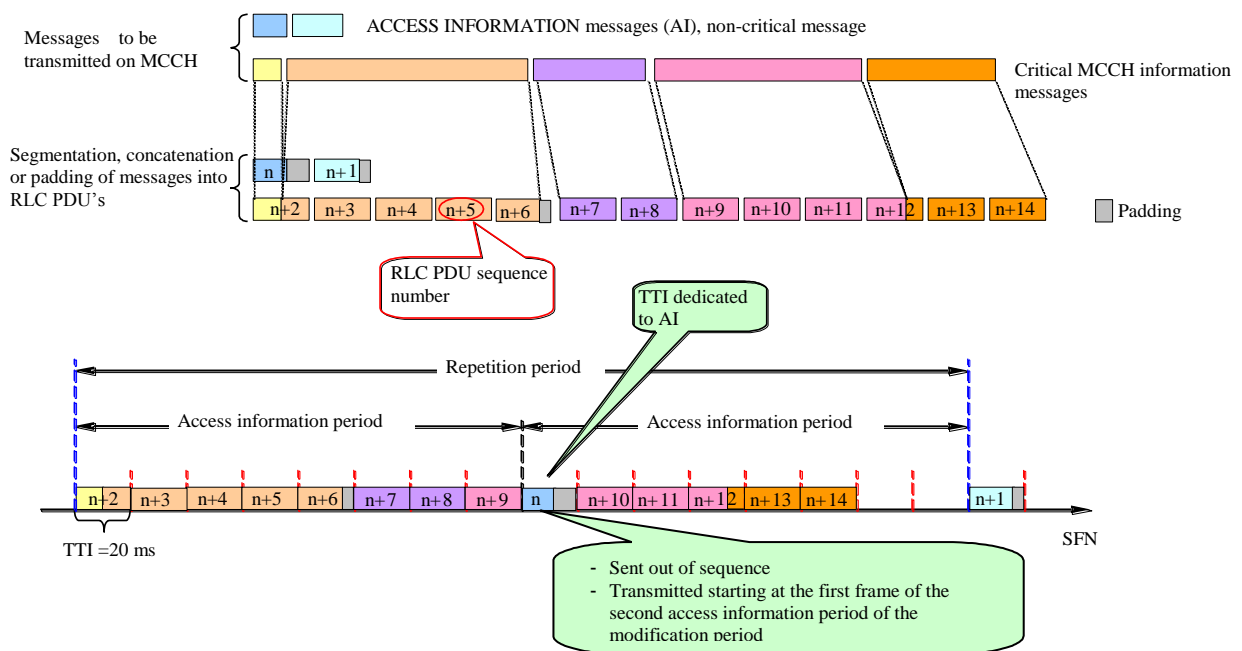 Messages to be
transmitted on MCCH
ACCESS INFORMATION messages (AI), non-critical message
Critical MCCH information
messages
Segmentation, concatenation
or padding of messages into
RLC PDU's
n
n+1
n+2
n+3
n+4
n+5
n+6
n+7
n+8
n+9
n+10
n+11
n+12
n+13
n+14
Padding
RLC PDU sequence
number
TTI dedicated
to AI
Repetition period
Access information period
Access information period
n+2
n+3
n+4
n+5
n+6
n+7
n+8
n+9
n
n+10
n+11
n+12
n+13
n+14
n+1
TTI =20 ms
SFN
- Sent out of sequence
- Transmitted starting at the first frame of the
second access information period of the
modification period